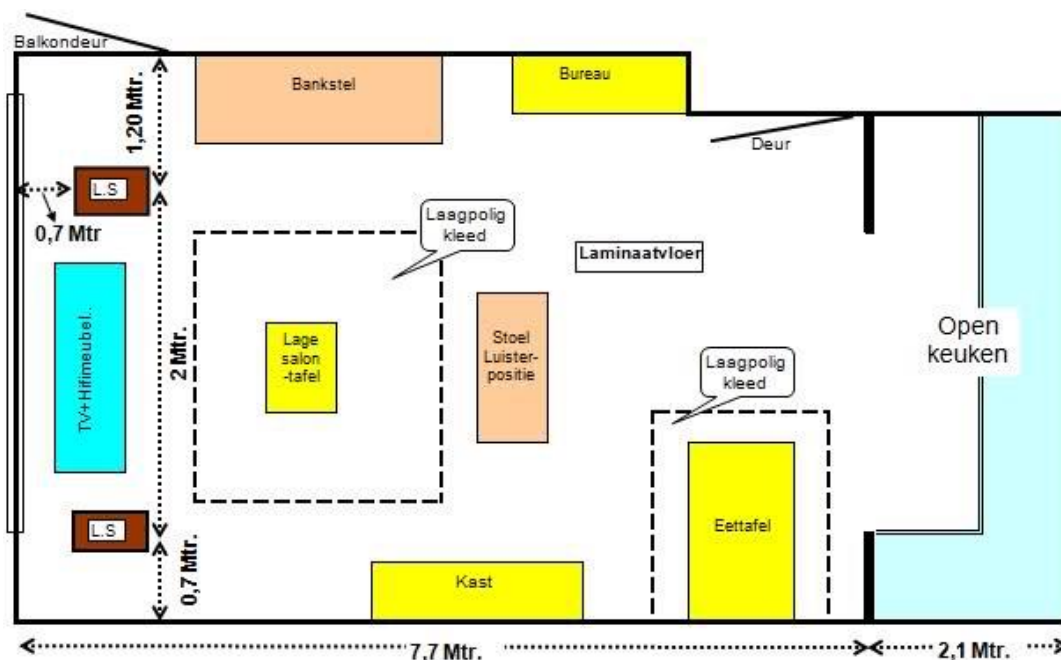 Balkondeur
1,20 Mtr.
Bankstel
Bureau
Deur
L.S
0,7 Mtr
Laagpolig
kleed
Laminaatvloer
TV+Hifimeubel..
2 Mtr.
Lage
salon
-tafel
Stoel
Luister-
positie
Open
keuken
Laagpolig
kleed
L.S
Eettafel
0,7 Mtr.
Kast
7,7 Mtr.
2,1 Mtr.